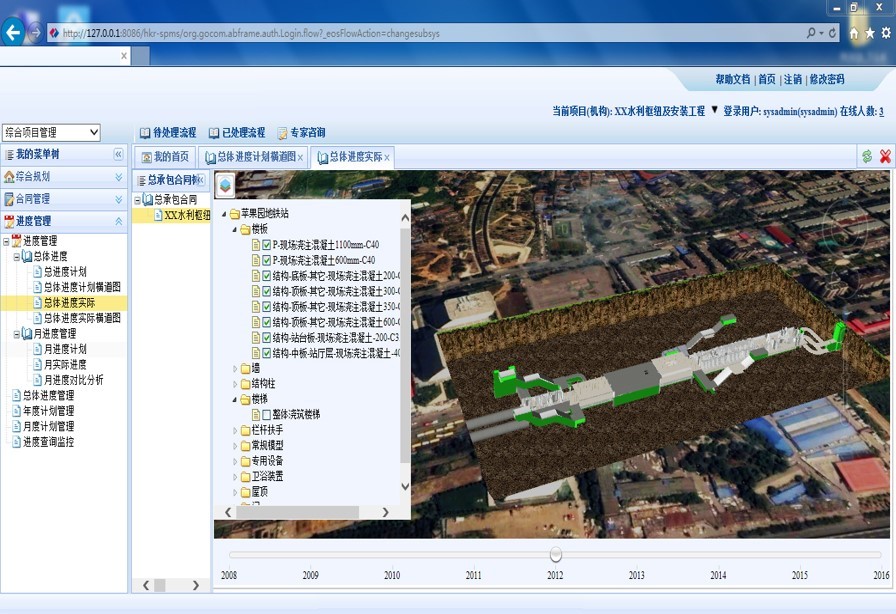 http://127.0.0.1:8086/hkr-spms/org.gocom.abframe.auth.Login.flow?_eosFlowAction=changesubsys
帮助文档 | 首页 | 注销 | 修改密码
当前项目(机构): XX水利枢纽及安装工程 登录用户: sysadmin(sysadmin) 在线人数: 3
综合项目管理
待处理流程 已处理流程 专家咨询
我的菜单树
我的首页 总体进度计划横道图 总体进度实际
综合规划
合同管理
进度管理
进度管理
总体进度
总进度计划
总体进度计划横道图
总体进度实际
总体进度实际横道图
月进度管理
月进度计划
月实际进度
月进度对比分析
总体进度管理
年度计划管理
月度计划管理
进度查询监控
总承包合同
总承包合同
XX水利枢纽
苹果园地铁站
楼板
P-现场浇注混凝土1100mm-C40
P-现场浇注混凝土600mm-C40
结构-底板-其它-现场浇注混凝土200-
结构-顶板-其它-现场浇注混凝土300-
结构-顶板-其它-现场浇注混凝土350-
结构-顶板-其它-现场浇注混凝土600-
结构-站台板-现场浇注混凝土-200-C3
结构-中板-站厅层-现场浇注混凝土-40
墙
结构柱
楼梯
整体浇筑楼梯
栏杆扶手
常规模型
专用设备
卫浴装置
屋顶
2008 2009 2010 2011 2012 2013 2014 2015 2016